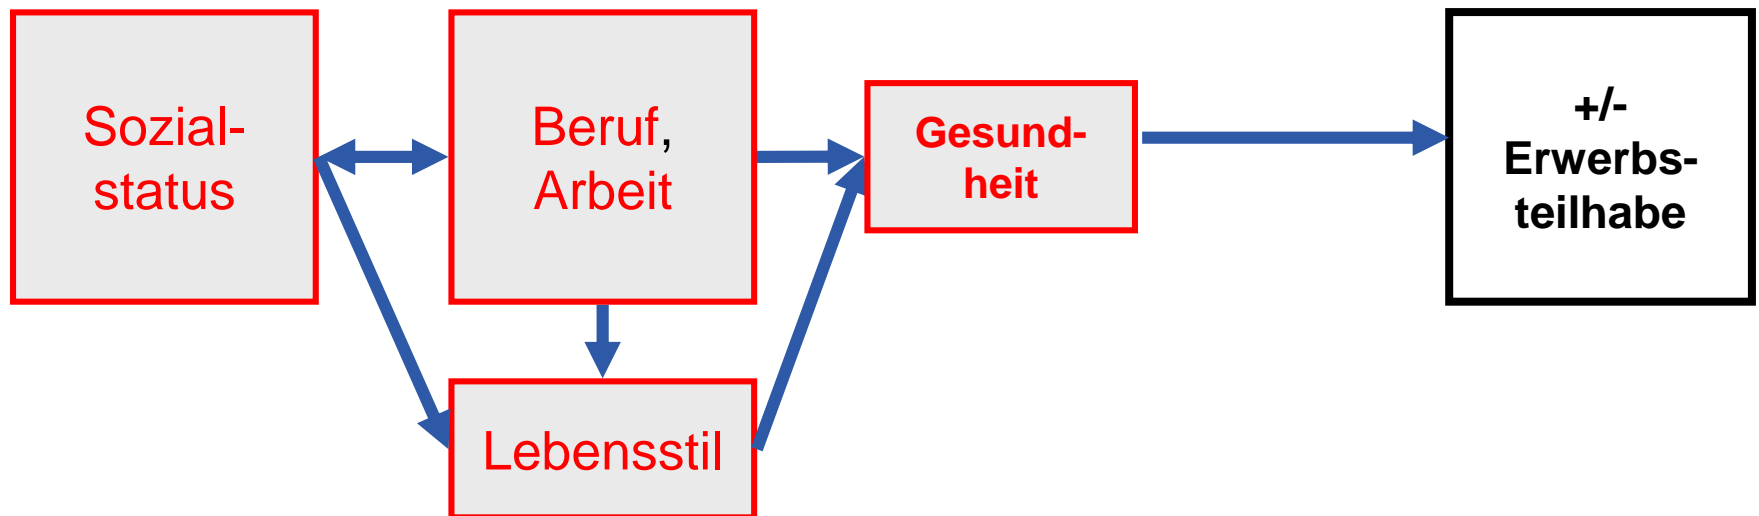 Sozial-
status
Beruf,
Arbeit
Gesund-
heit
+/-
Erwerbs-
teilhabe
Lebensstil